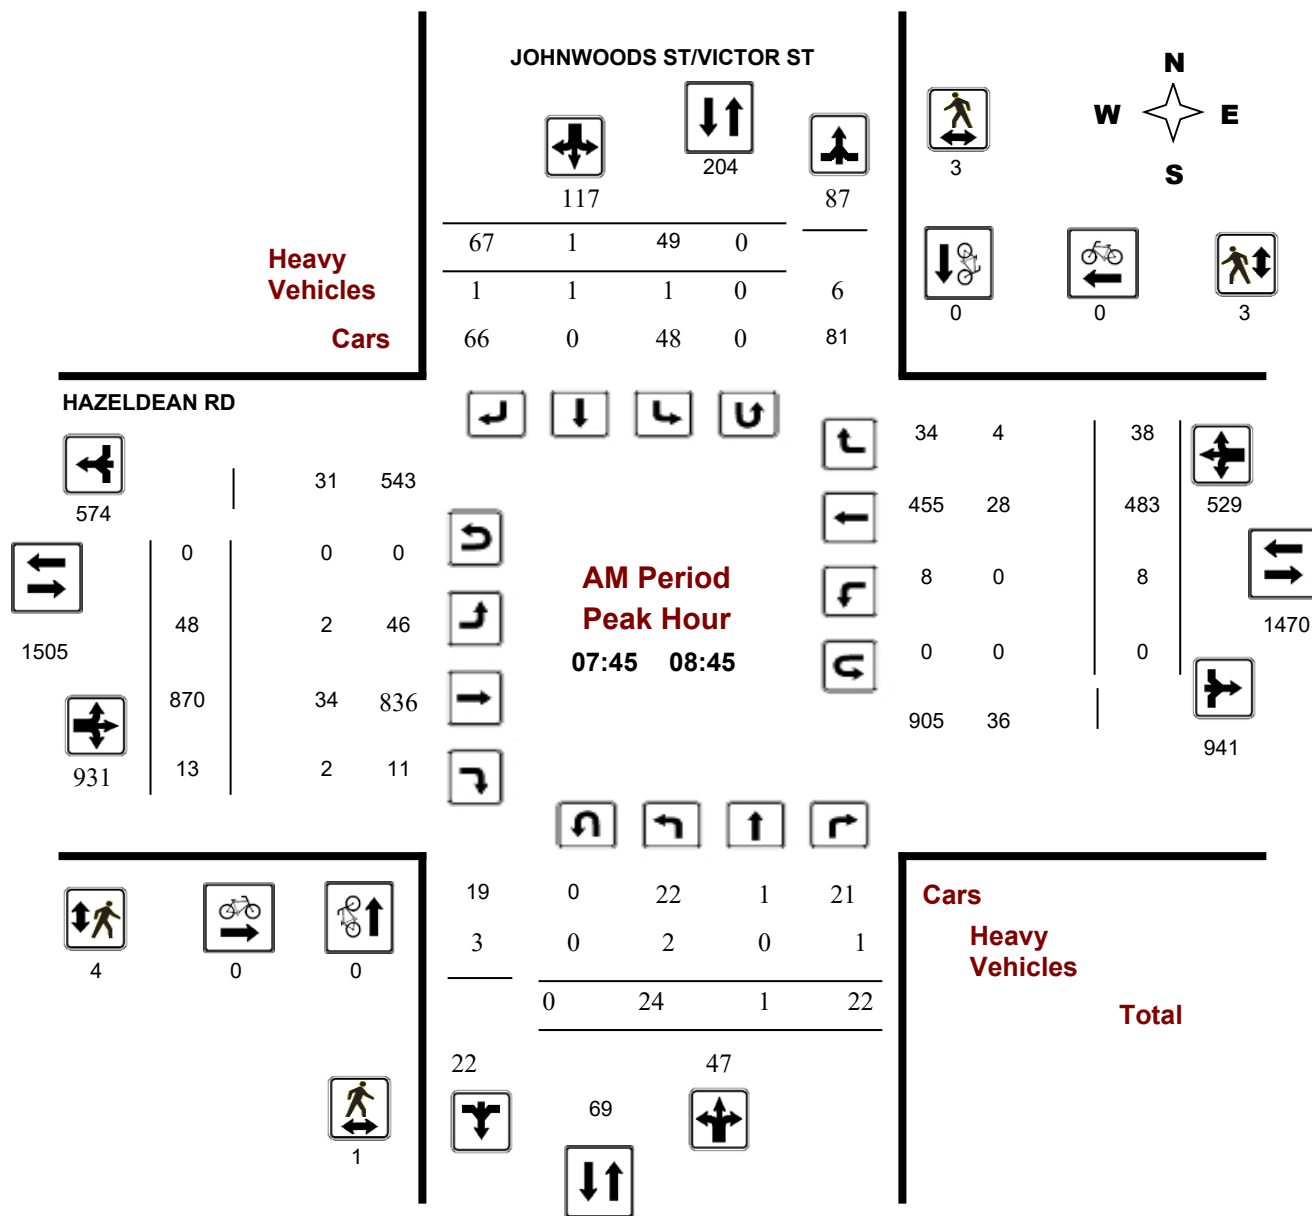 JOHNWOODS ST/VICTOR ST
N
W E
S
204
3
117 87
67 1 49 0
Heavy
Vehicles
1 1 1 0 6
0 0 3
Cars 66 0 48 0 81
HAZELDEAN RD
34 4 38
31 543
574
455 28 483 529
0 0 0
AM Period
8 0 8
Peak Hour
48 2 46
1470
1505
07:45 08:45
0 0 0
870 34 836
905 36
941
931
13 2 11
19 0 22 1 21
Cars
3 0 2 0 1
Heavy
Vehicles
4 0 0
0 24 1 22
Total
22 47
69
1